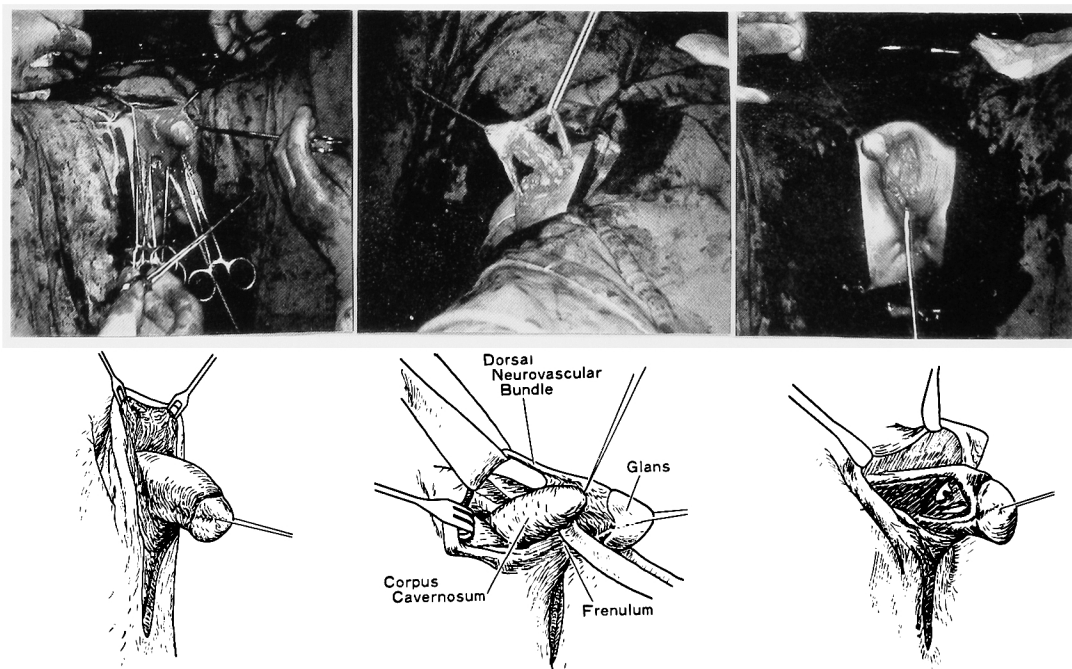 Dorsal
Neurovascular
Bundle
Glans
Corpus
Cavernosum
Frenulum